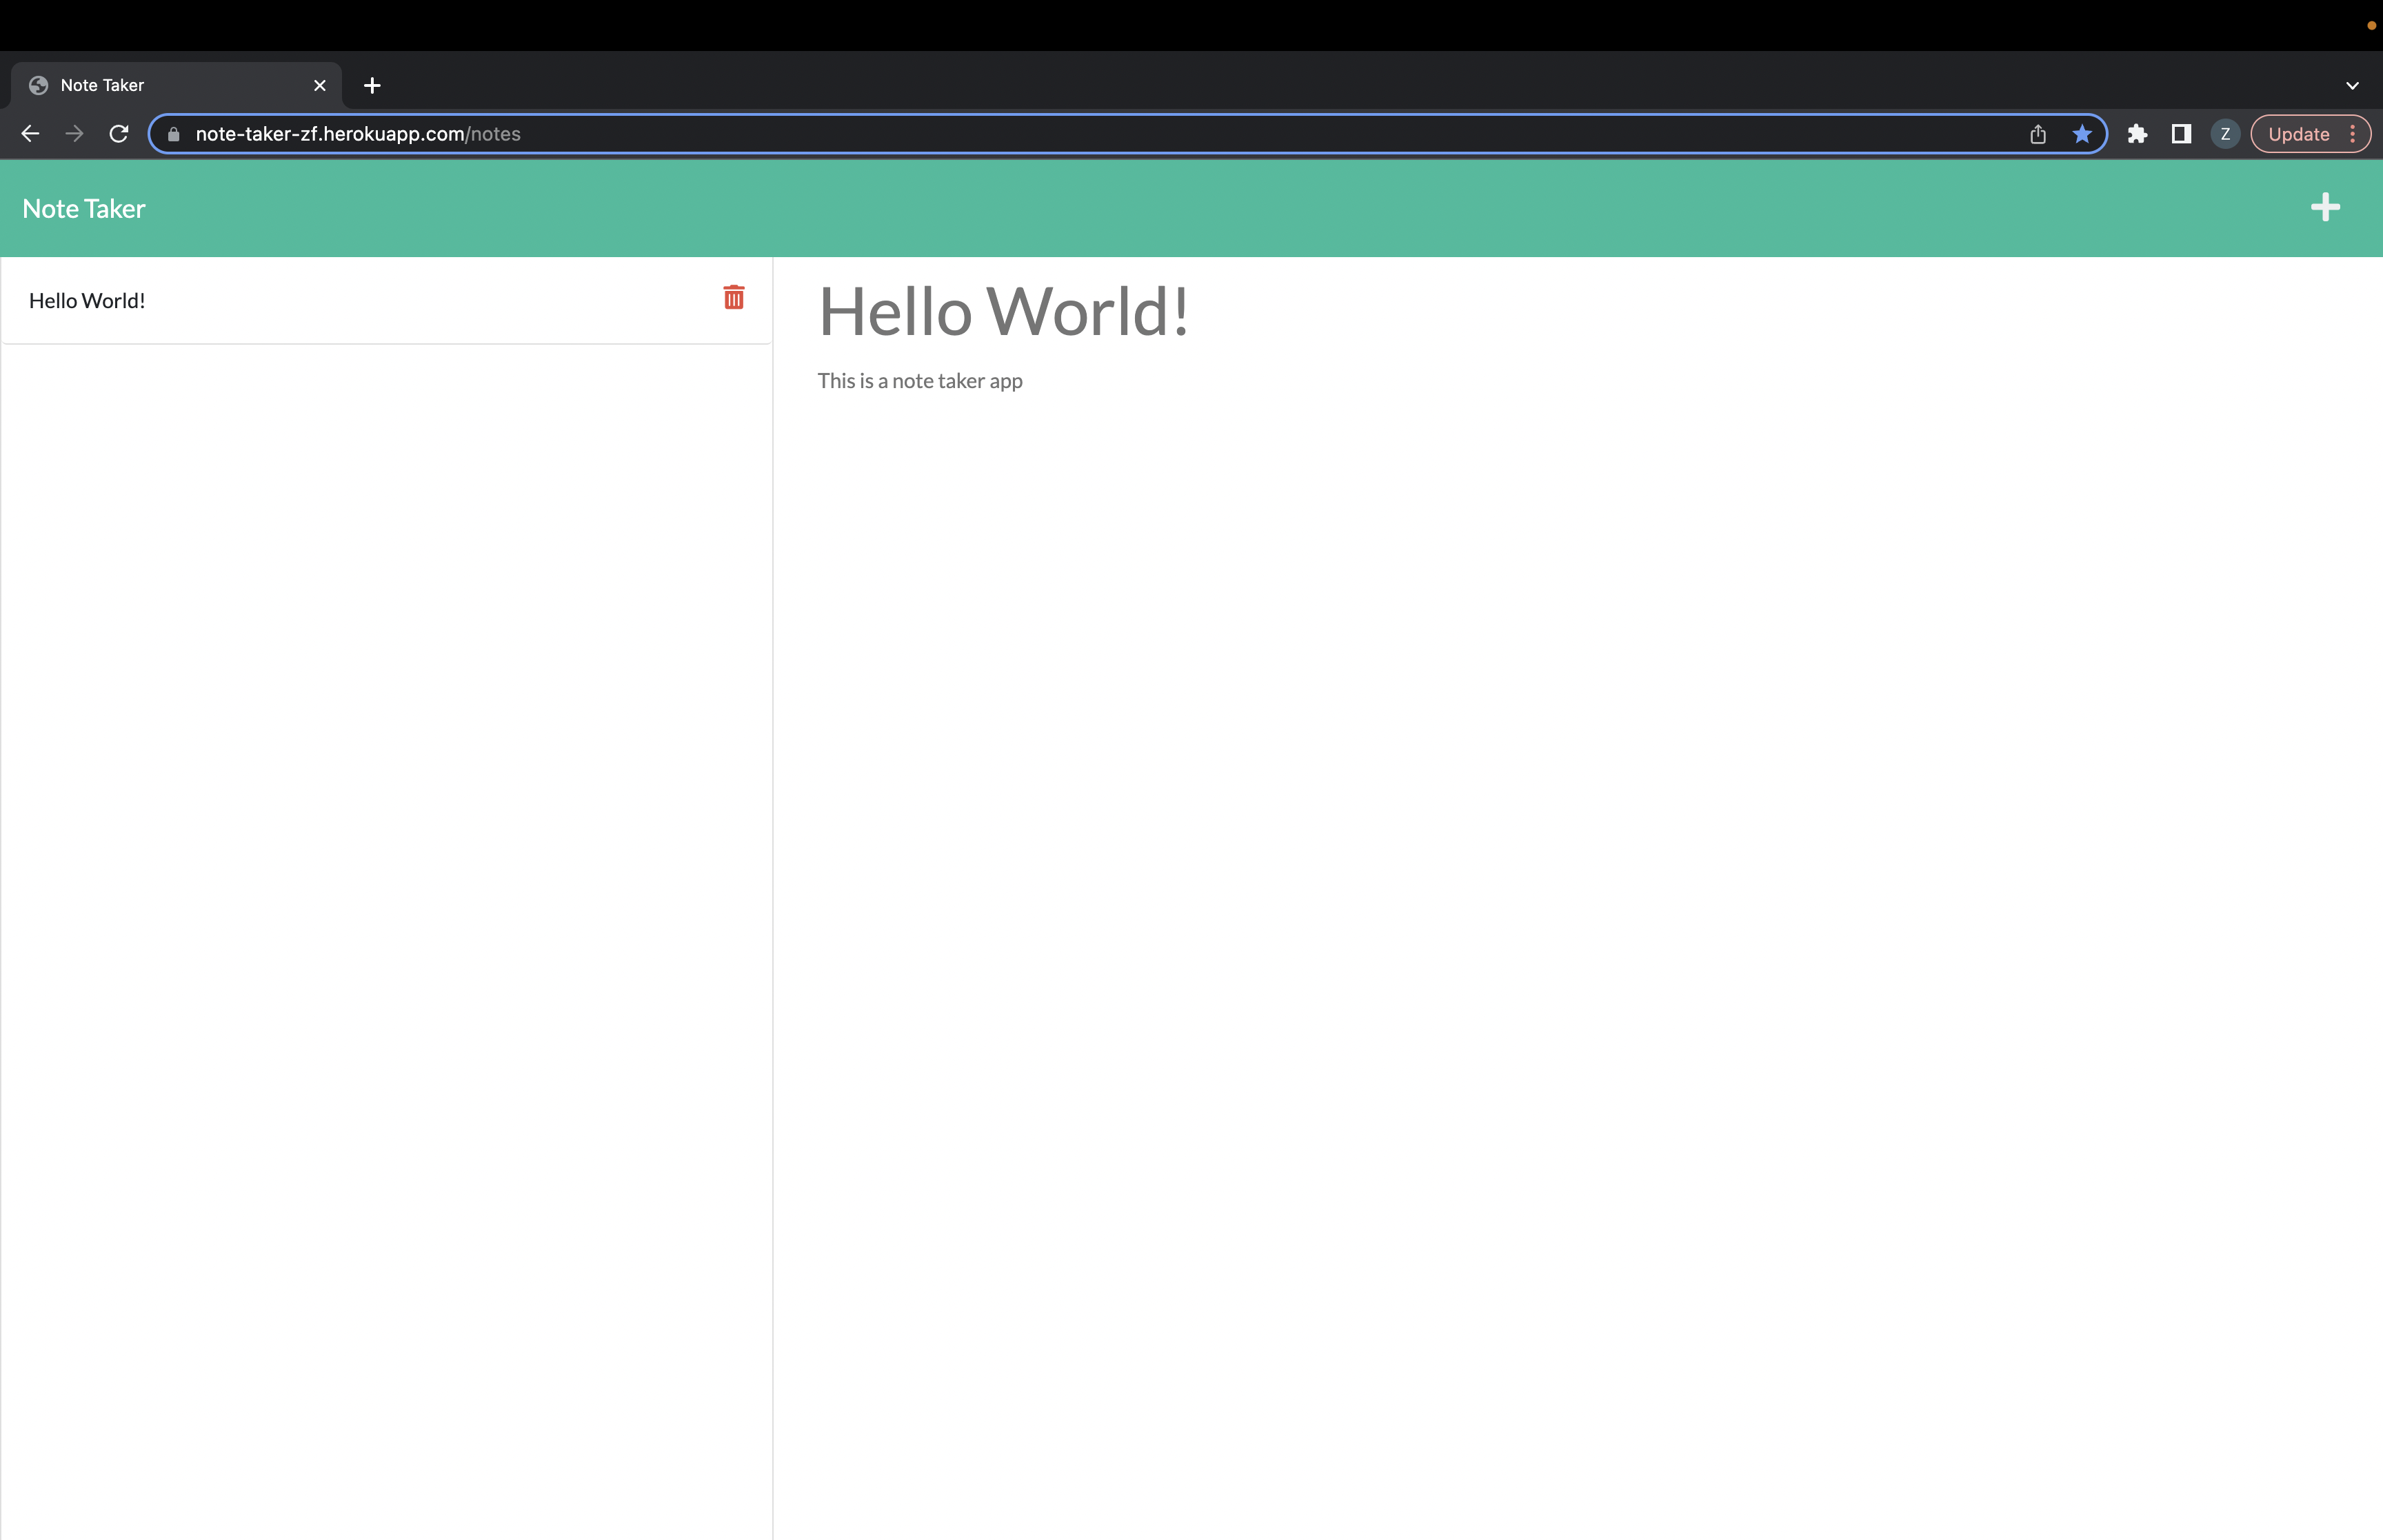 Note Taker
note-taker-zf.herokuapp.com/notes
Z
Update
Note Taker
Hello World!
Hello World!
This is a note taker app